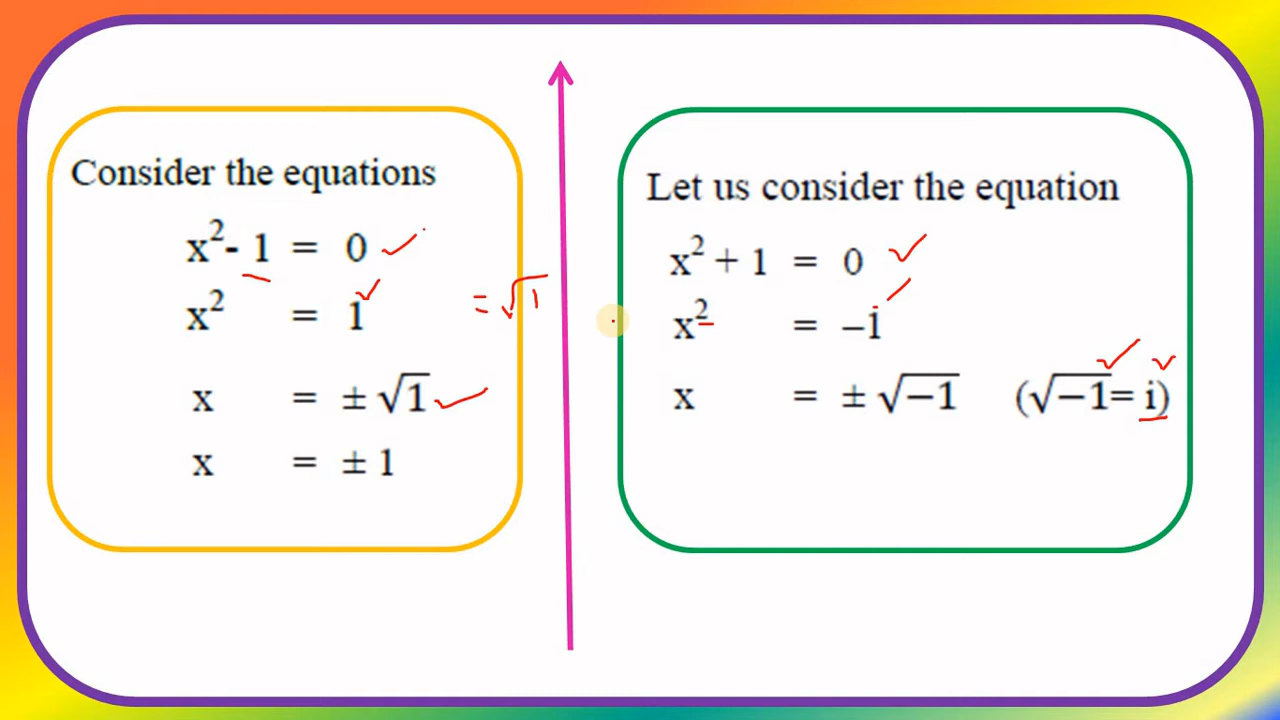 Consider the equations
x² - 1 = 0
x² = 1
= √1
x = ± √1
x = ± 1
Let us consider the equation
x² + 1 = 0
x² = –1
x = ± √–1 (√–1 = i)